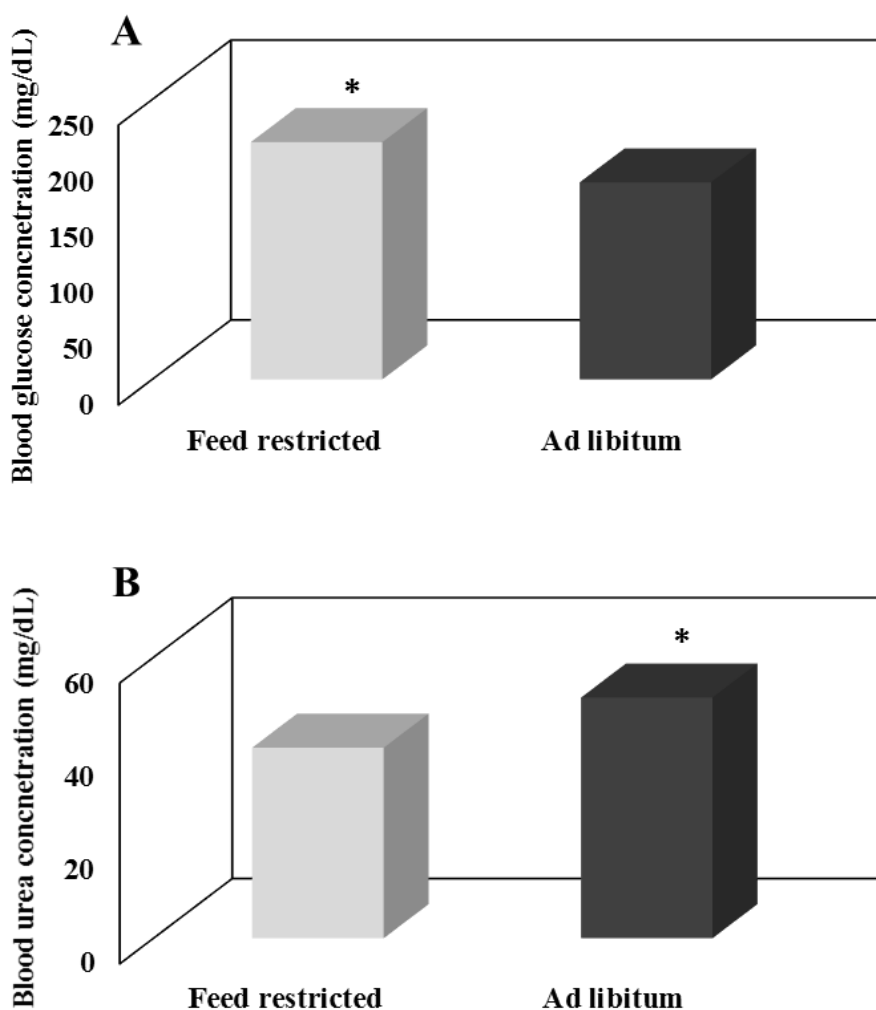 A
*
Blood glucose concnetration (mg/dL)
250
200
150
100
50
0
Feed restricted Ad libitum
B
*
Blood urea concnetration (mg/dL)
60
40
20
0
Feed restricted Ad libitum